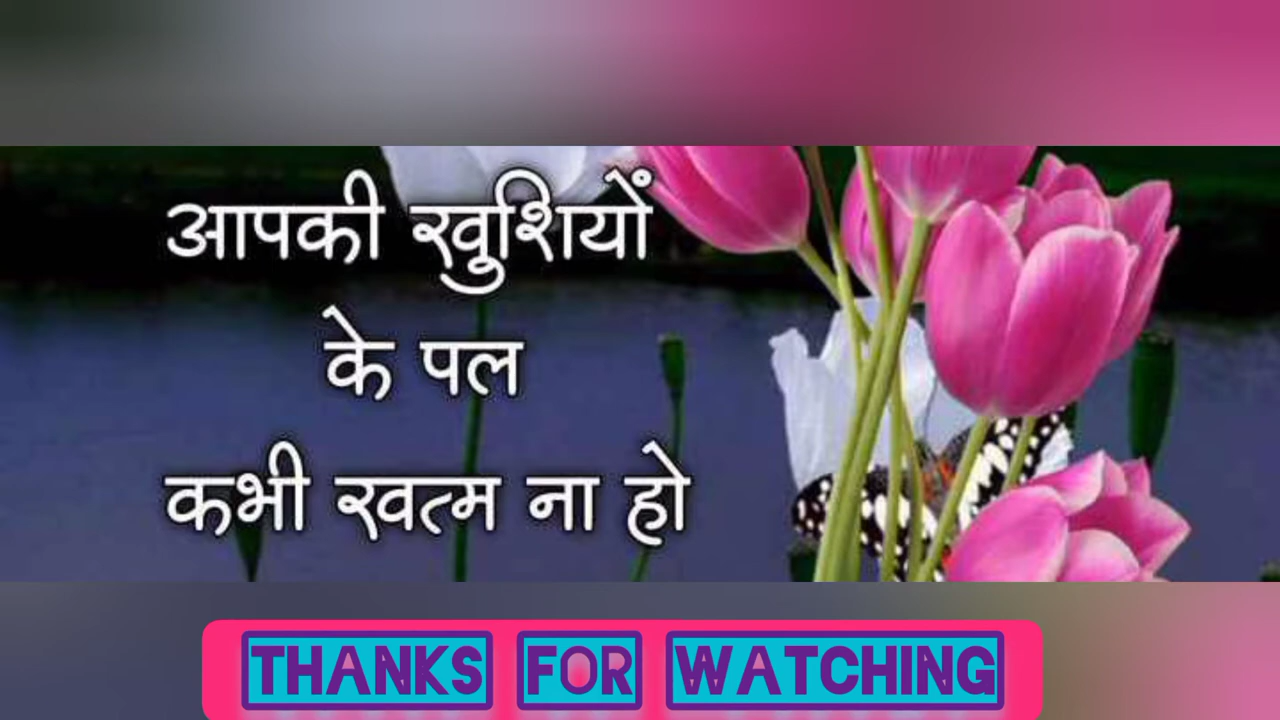 आपकी खुशियों
के पल
कभी खत्म ना हो
THANKS FOR WATCHING